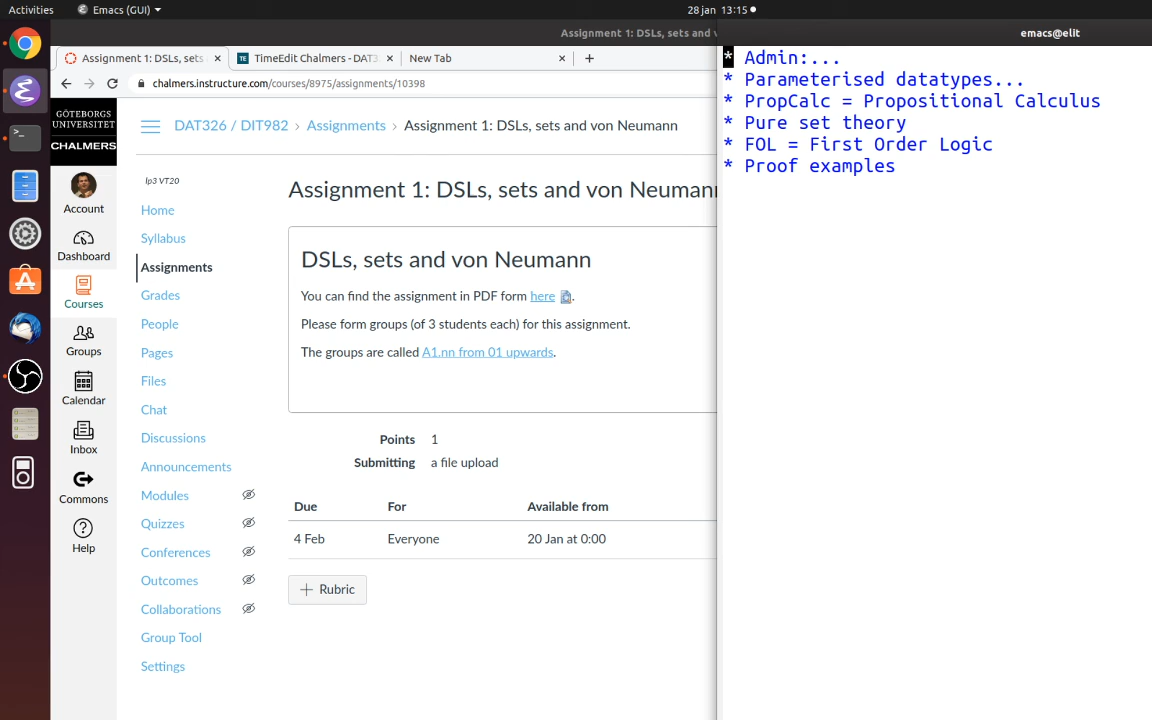 Activities
Emacs (GUI)
28 jan 13:15
Assignment 1: DSLs, sets and v
emacs@elit
Assignment 1: DSLs, sets
TimeEdit Chalmers - DAT3
New Tab
chalmers.instructure.com/courses/8975/assignments/10398
GÖTEBORGS
UNIVERSITET
CHALMERS
Account
Dashboard
Courses
Groups
Calendar
Inbox
Commons
Help
DAT326 / DIT982 › Assignments › Assignment 1: DSLs, sets and von Neumann
lp3 VT20
Home
Syllabus
Assignments
Grades
People
Pages
Files
Chat
Discussions
Announcements
Modules
Quizzes
Conferences
Outcomes
Collaborations
Group Tool
Settings
Assignment 1: DSLs, sets and von Neumann
DSLs, sets and von Neumann
You can find the assignment in PDF form here .
Please form groups (of 3 students each) for this assignment.
The groups are called A1.nn from 01 upwards.
Points 1
Submitting a file upload
Due For Available from
4 Feb Everyone 20 Jan at 0:00
+ Rubric
* Admin:...
* Parameterised datatypes...
* PropCalc = Propositional Calculus
* Pure set theory
* FOL = First Order Logic
* Proof examples